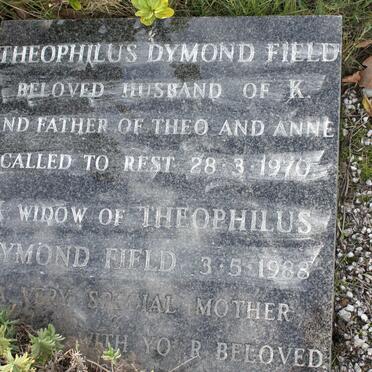 THEOPHILUS DYMOND FIELD
BELOVED HUSBAND OF K.
ND FATHER OF THEO AND ANNE
CALLED TO REST 28·3·1970
K WIDOW OF THEOPHILUS
YMOND FIELD 3·5·1988
A VERY SPECIAL MOTHER
WITH YOUR BELOVED